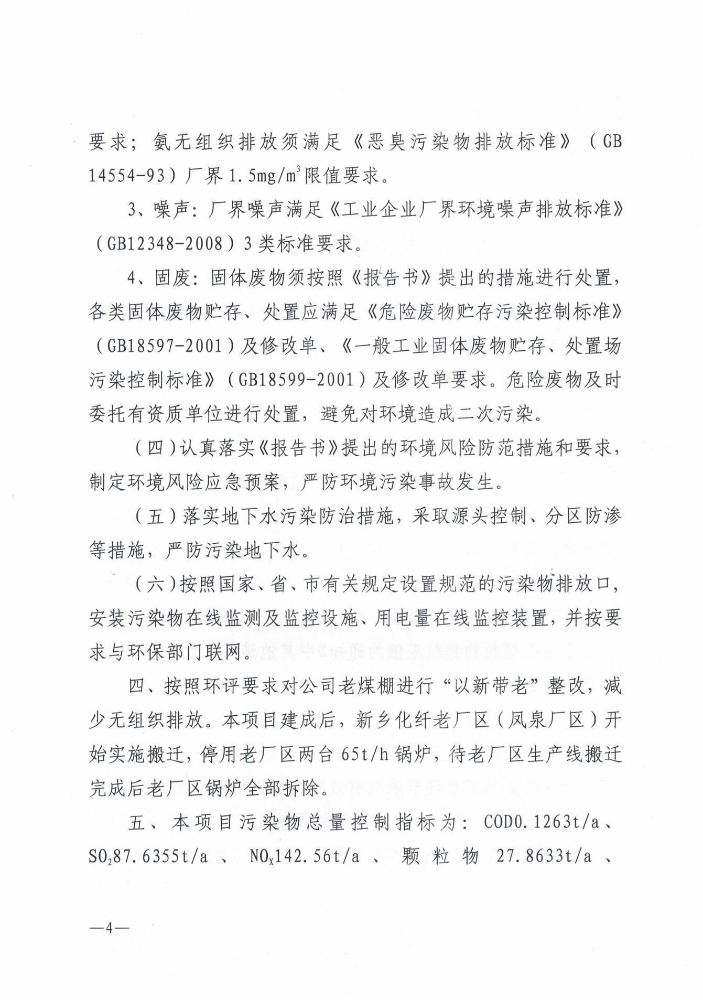 要求；氨无组织排放须满足《恶臭污染物排放标准》（GB
14554-93）厂界1.5mg/m³限值要求。
3、噪声：厂界噪声满足《工业企业厂界环境噪声排放标准》
（GB12348-2008）3类标准要求。
4、固废：固体废物须按照《报告书》提出的措施进行处置，
各类固体废物贮存、处置应满足《危险废物贮存污染控制标准》
（GB18597-2001）及修改单、《一般工业固体废物贮存、处置场
污染控制标准》（GB18599-2001）及修改单要求。危险废物及时
委托有资质单位进行处置，避免对环境造成二次污染。
（四）认真落实《报告书》提出的环境风险防范措施和要求，
制定环境风险应急预案，严防环境污染事故发生。
（五）落实地下水污染防治措施，采取源头控制、分区防渗
等措施，严防污染地下水。
（六）按照国家、省、市有关规定设置规范的污染物排放口，
安装污染物在线监测及监控设施、用电量在线监控装置，并按要
求与环保部门联网。
四、按照环评要求对公司老煤棚进行“以新带老”整改，减
少无组织排放。本项目建成后，新乡化纤老厂区（凤泉厂区）开
始实施搬迁，停用老厂区两台65t/h锅炉，待老厂区生产线搬迁
完成后老厂区锅炉全部拆除。
五、本项目污染物总量控制指标为：COD0.1263t/a、
SO₂87.6355t/a、NOₓ142.56t/a、颗粒物27.8633t/a、
—4—